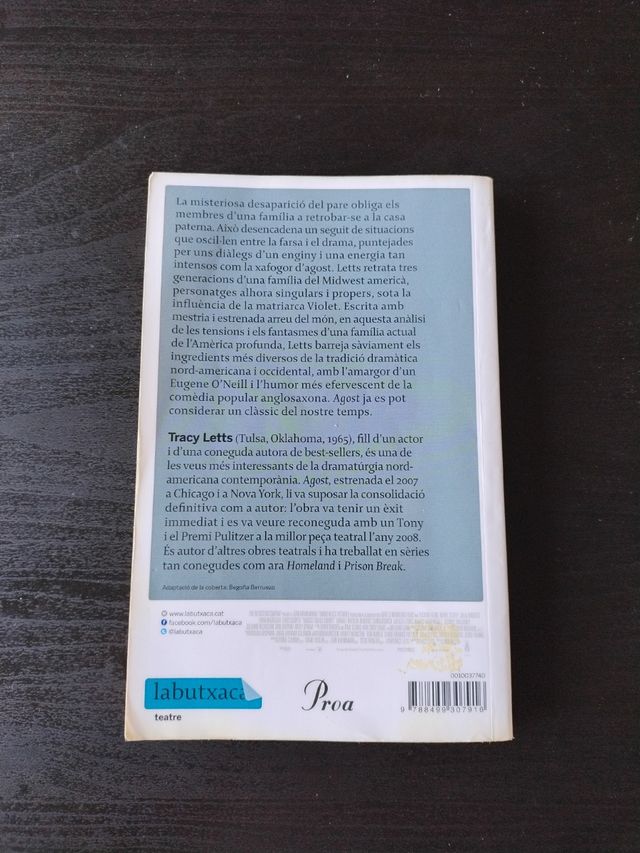 La misteriosa desaparició del pare obliga els
membres d'una família a retrobar-se a la casa
paterna. Això desencadena un seguit de situacions
que oscil·len entre la farsa i el drama, puntejades
per uns diàlegs d'un enginy i una energia tan
intensos com la xafogor d'agost. Letts retrata tres
generacions d'una família del Midwest americà,
personatges alhora singulars i propers, sota la
influència de la matriarca Violet. Escrita amb
mestria i estrenada arreu del món, en aquesta anàlisi
de les tensions i els fantasmes d'una família actual
de l'Amèrica profunda, Letts barreja sàviament els
ingredients més diversos de la tradició dramàtica
nord-americana i occidental, amb l'amargor d'un
Eugene O'Neill i l'humor més efervescent de la
comèdia popular anglosaxona. Agost ja es pot
considerar un clàssic del nostre temps.
Tracy Letts (Tulsa, Oklahoma, 1965), fill d'un actor
i d'una coneguda autora de best-sellers, és una de
les veus més interessants de la dramatúrgia nord-
americana contemporània. Agost, estrenada el 2007
a Chicago i a Nova York, li va suposar la consolidació
definitiva com a autor: l'obra va tenir un èxit
immediat i es va veure reconeguda amb un Tony
i el Premi Pulitzer a la millor peça teatral l'any 2008.
És autor d'altres obres teatrals i ha treballat en sèries
tan conegudes com ara Homeland i Prison Break.
Adaptació de la coberta: Begoña Berruezo
www.labutxaca.cat
facebook.com/labutxaca
@labutxaca
0010037740
labutxaca
teatre
Proa
9 788499 307916